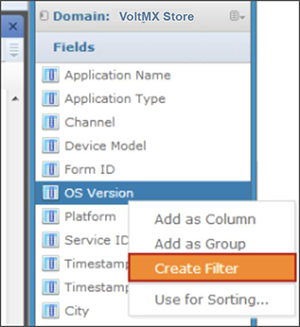 Domain: VoltMX Store
Fields
Application Name
Application Type
Channel
Device Model
Form ID
OS Version
Platform
Service ID
Timestamp
Timestamp
City
Add as Column
Add as Group
Create Filter
Use for Sorting...